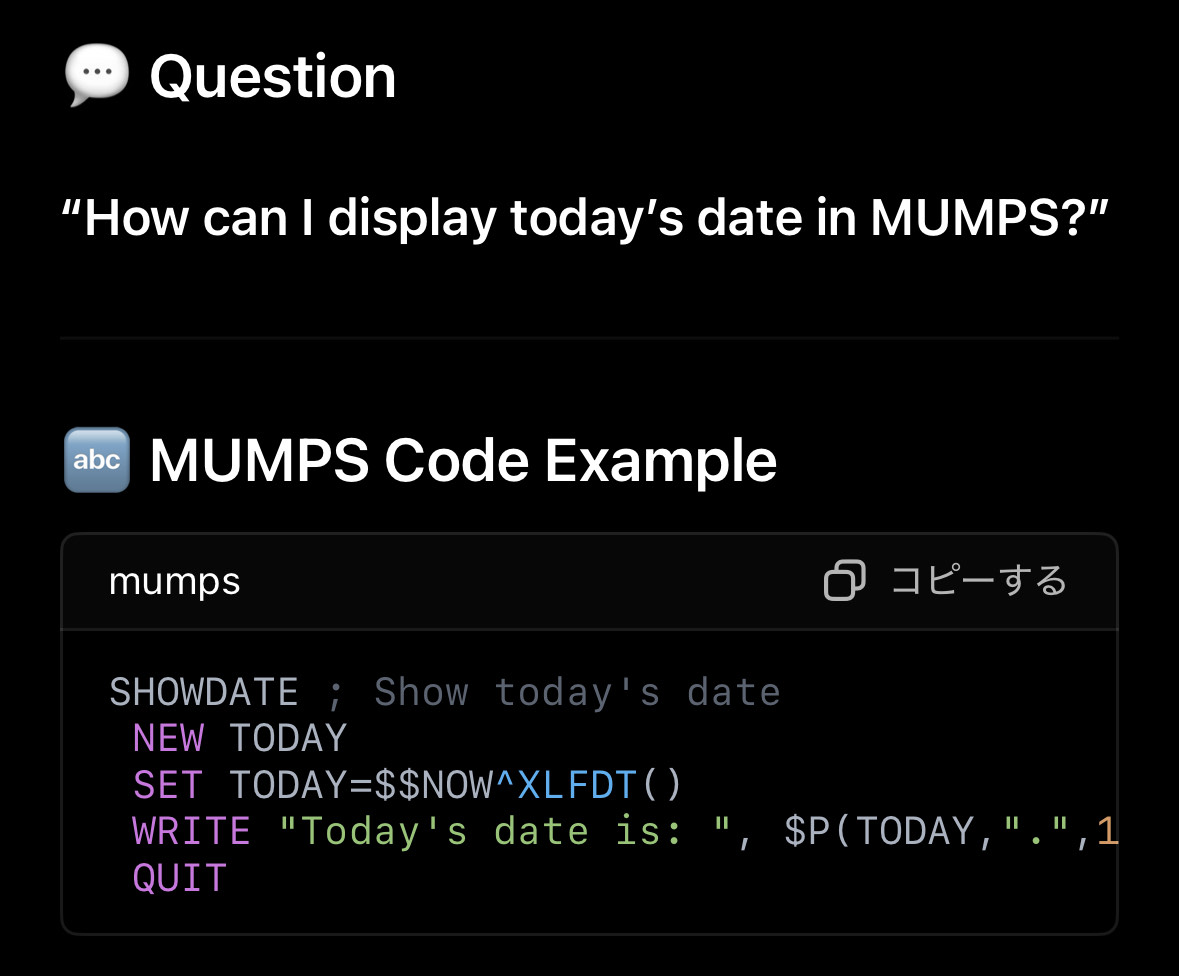 💬 Question
“How can I display today’s date in MUMPS?”
🔤 MUMPS Code Example
mumps
コピーする
SHOWDATE ; Show today's date
 NEW TODAY
 SET TODAY=$$NOW^XLFDT()
 WRITE "Today's date is: ", $P(TODAY,".",1
 QUIT